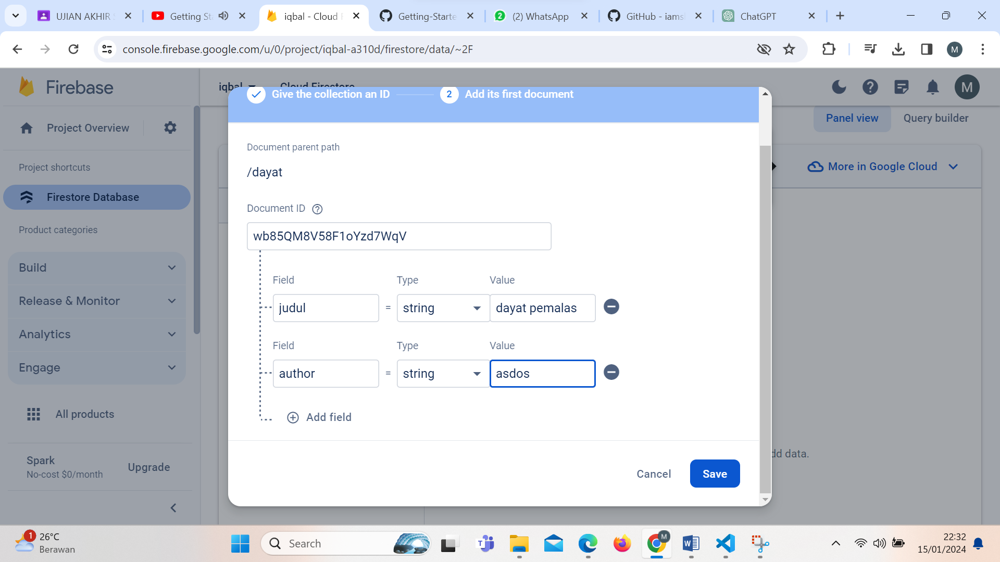 UJIAN AKHIR S
Getting Sta
iqbal - Cloud F
Getting-Starte
(2) WhatsApp
GitHub - iams
ChatGPT
console.firebase.google.com/u/0/project/iqbal-a310d/firestore/data/~2F
M
Firebase
iqbal
Cloud Firestore
M
Give the collection an ID
2
Add its first document
Project Overview
Panel view
Query builder
Document parent path
Project shortcuts
/dayat
More in Google Cloud
Firestore Database
Document ID
Product categories
wb85QM8V58F1oYzd7WqV
Build
Field
Type
Value
Release & Monitor
judul
=
string
dayat pemalas
Analytics
Field
Type
Value
Engage
author
=
string
asdos
All products
Add field
Spark
No-cost $0/month
Upgrade
dd data.
Cancel
Save
1
26°C
Berawan
Search
M
22:32
15/01/2024